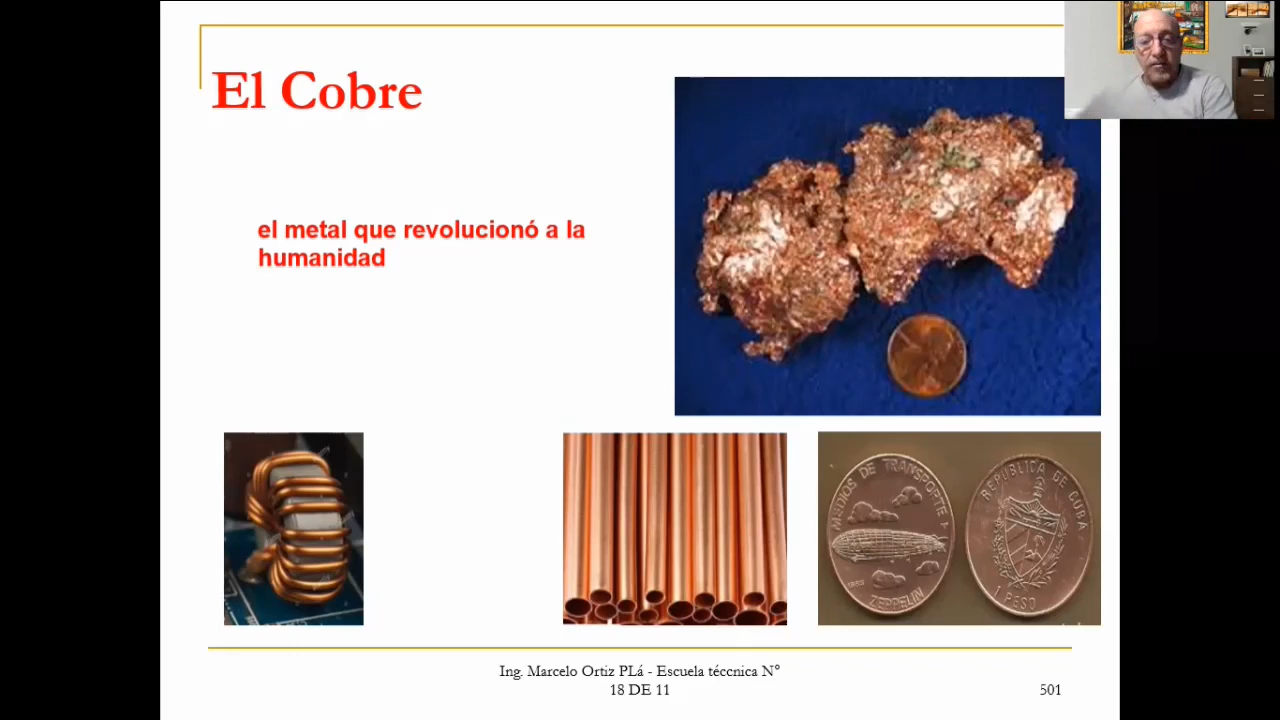 El Cobre
el metal que revolucionó a la
humanidad
MEDIOS DE TRANSPORTE
ZEPPELIN
REPUBLICA DE CUBA
1 PESO
Ing. Marcelo Ortiz PLá - Escuela téccnica N°
18 DE 11
501